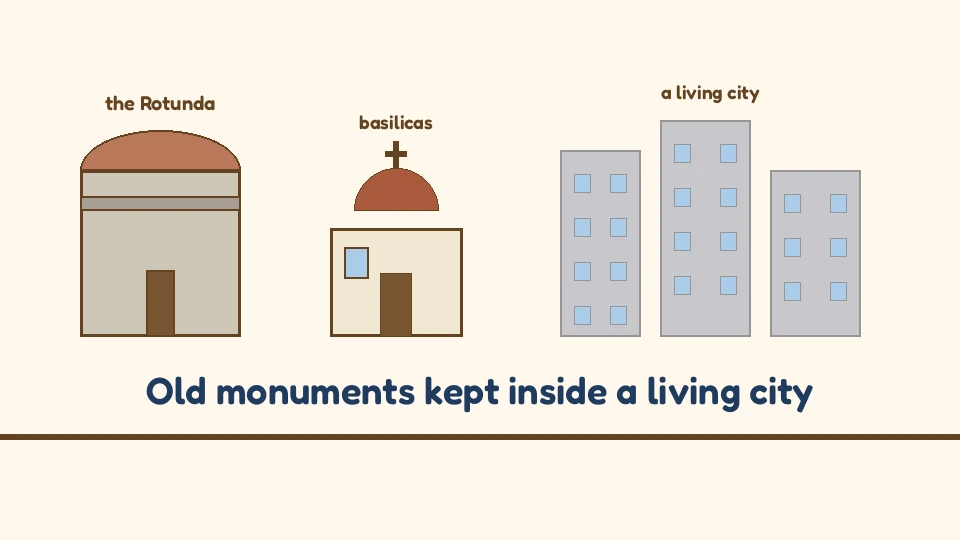 the Rotunda
basilicas
a living city
Old monuments kept inside a living city